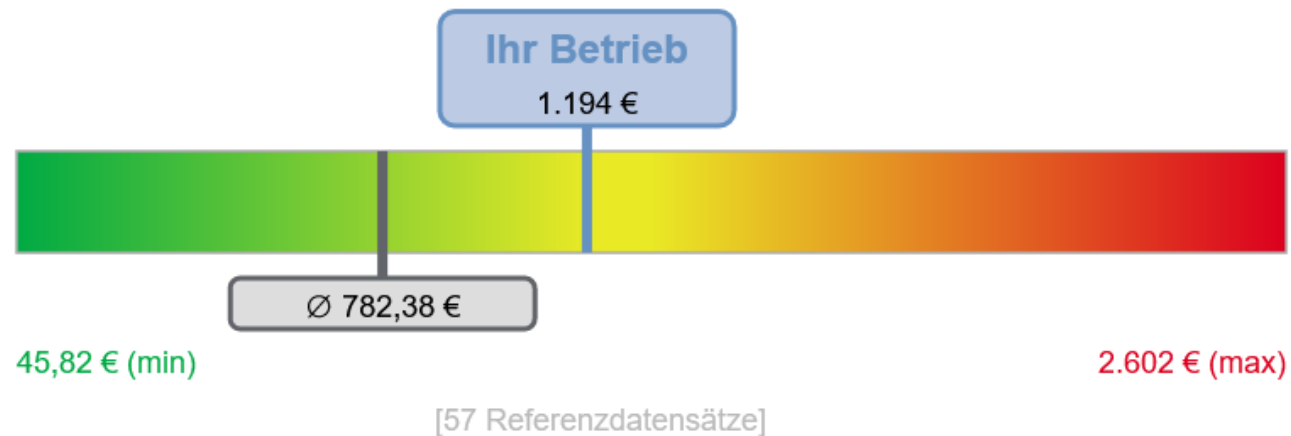 Ihr Betrieb
1.194 €
Ø 782,38 €
45,82 € (min)
2.602 € (max)
[57 Referenzdatensätze]